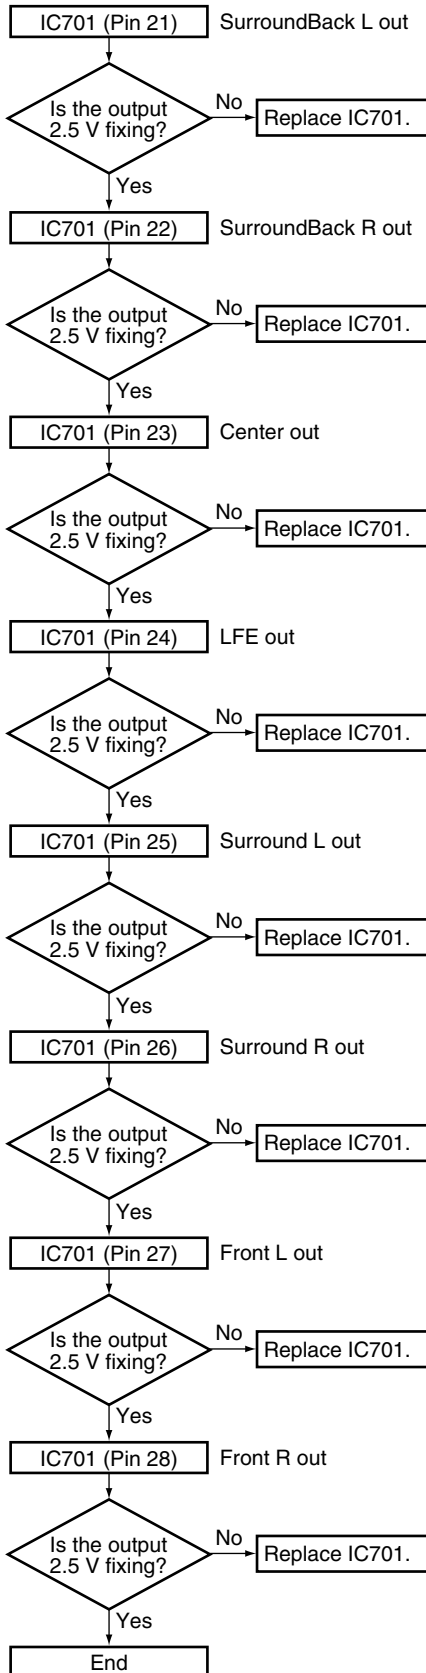 IC701 (Pin 21) SurroundBack L out
Is the output
2.5 V fixing?
No
Replace IC701.
Yes
IC701 (Pin 22) SurroundBack R out
Is the output
2.5 V fixing?
No
Replace IC701.
Yes
IC701 (Pin 23) Center out
Is the output
2.5 V fixing?
No
Replace IC701.
Yes
IC701 (Pin 24) LFE out
Is the output
2.5 V fixing?
No
Replace IC701.
Yes
IC701 (Pin 25) Surround L out
Is the output
2.5 V fixing?
No
Replace IC701.
Yes
IC701 (Pin 26) Surround R out
Is the output
2.5 V fixing?
No
Replace IC701.
Yes
IC701 (Pin 27) Front L out
Is the output
2.5 V fixing?
No
Replace IC701.
Yes
IC701 (Pin 28) Front R out
Is the output
2.5 V fixing?
No
Replace IC701.
Yes
End